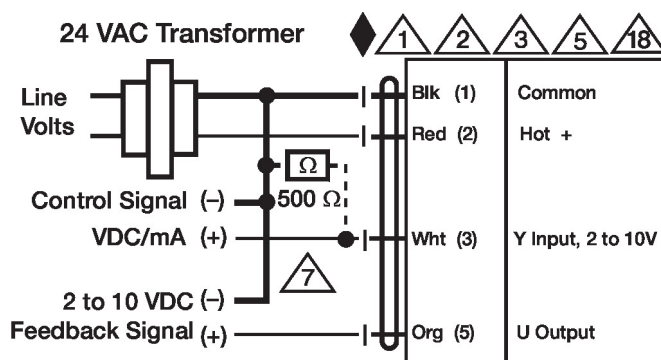 24 VAC Transformer
1 2 3 5 18
Line
Volts
Blk (1) Common
Red (2) Hot +
Ω
500 Ω
Control Signal (–)
VDC/mA (+)
Wht (3) Y Input, 2 to 10V
7
2 to 10 VDC (–)
Feedback Signal (+)
Org (5) U Output